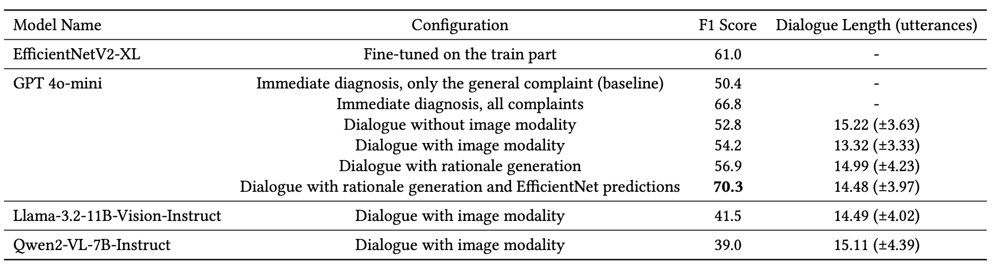 Model Name Configuration F1 Score Dialogue Length (utterances)
EfficientNetV2-XL Fine-tuned on the train part 61.0 -
GPT 4o-mini Immediate diagnosis, only the general complaint (baseline) 50.4 -
Immediate diagnosis, all complaints 66.8 -
Dialogue without image modality 52.8 15.22 (±3.63)
Dialogue with image modality 54.2 13.32 (±3.33)
Dialogue with rationale generation 56.9 14.99 (±4.23)
Dialogue with rationale generation and EfficientNet predictions 70.3 14.48 (±3.97)
Llama-3.2-11B-Vision-Instruct Dialogue with image modality 41.5 14.49 (±4.02)
Qwen2-VL-7B-Instruct Dialogue with image modality 39.0 15.11 (±4.39)